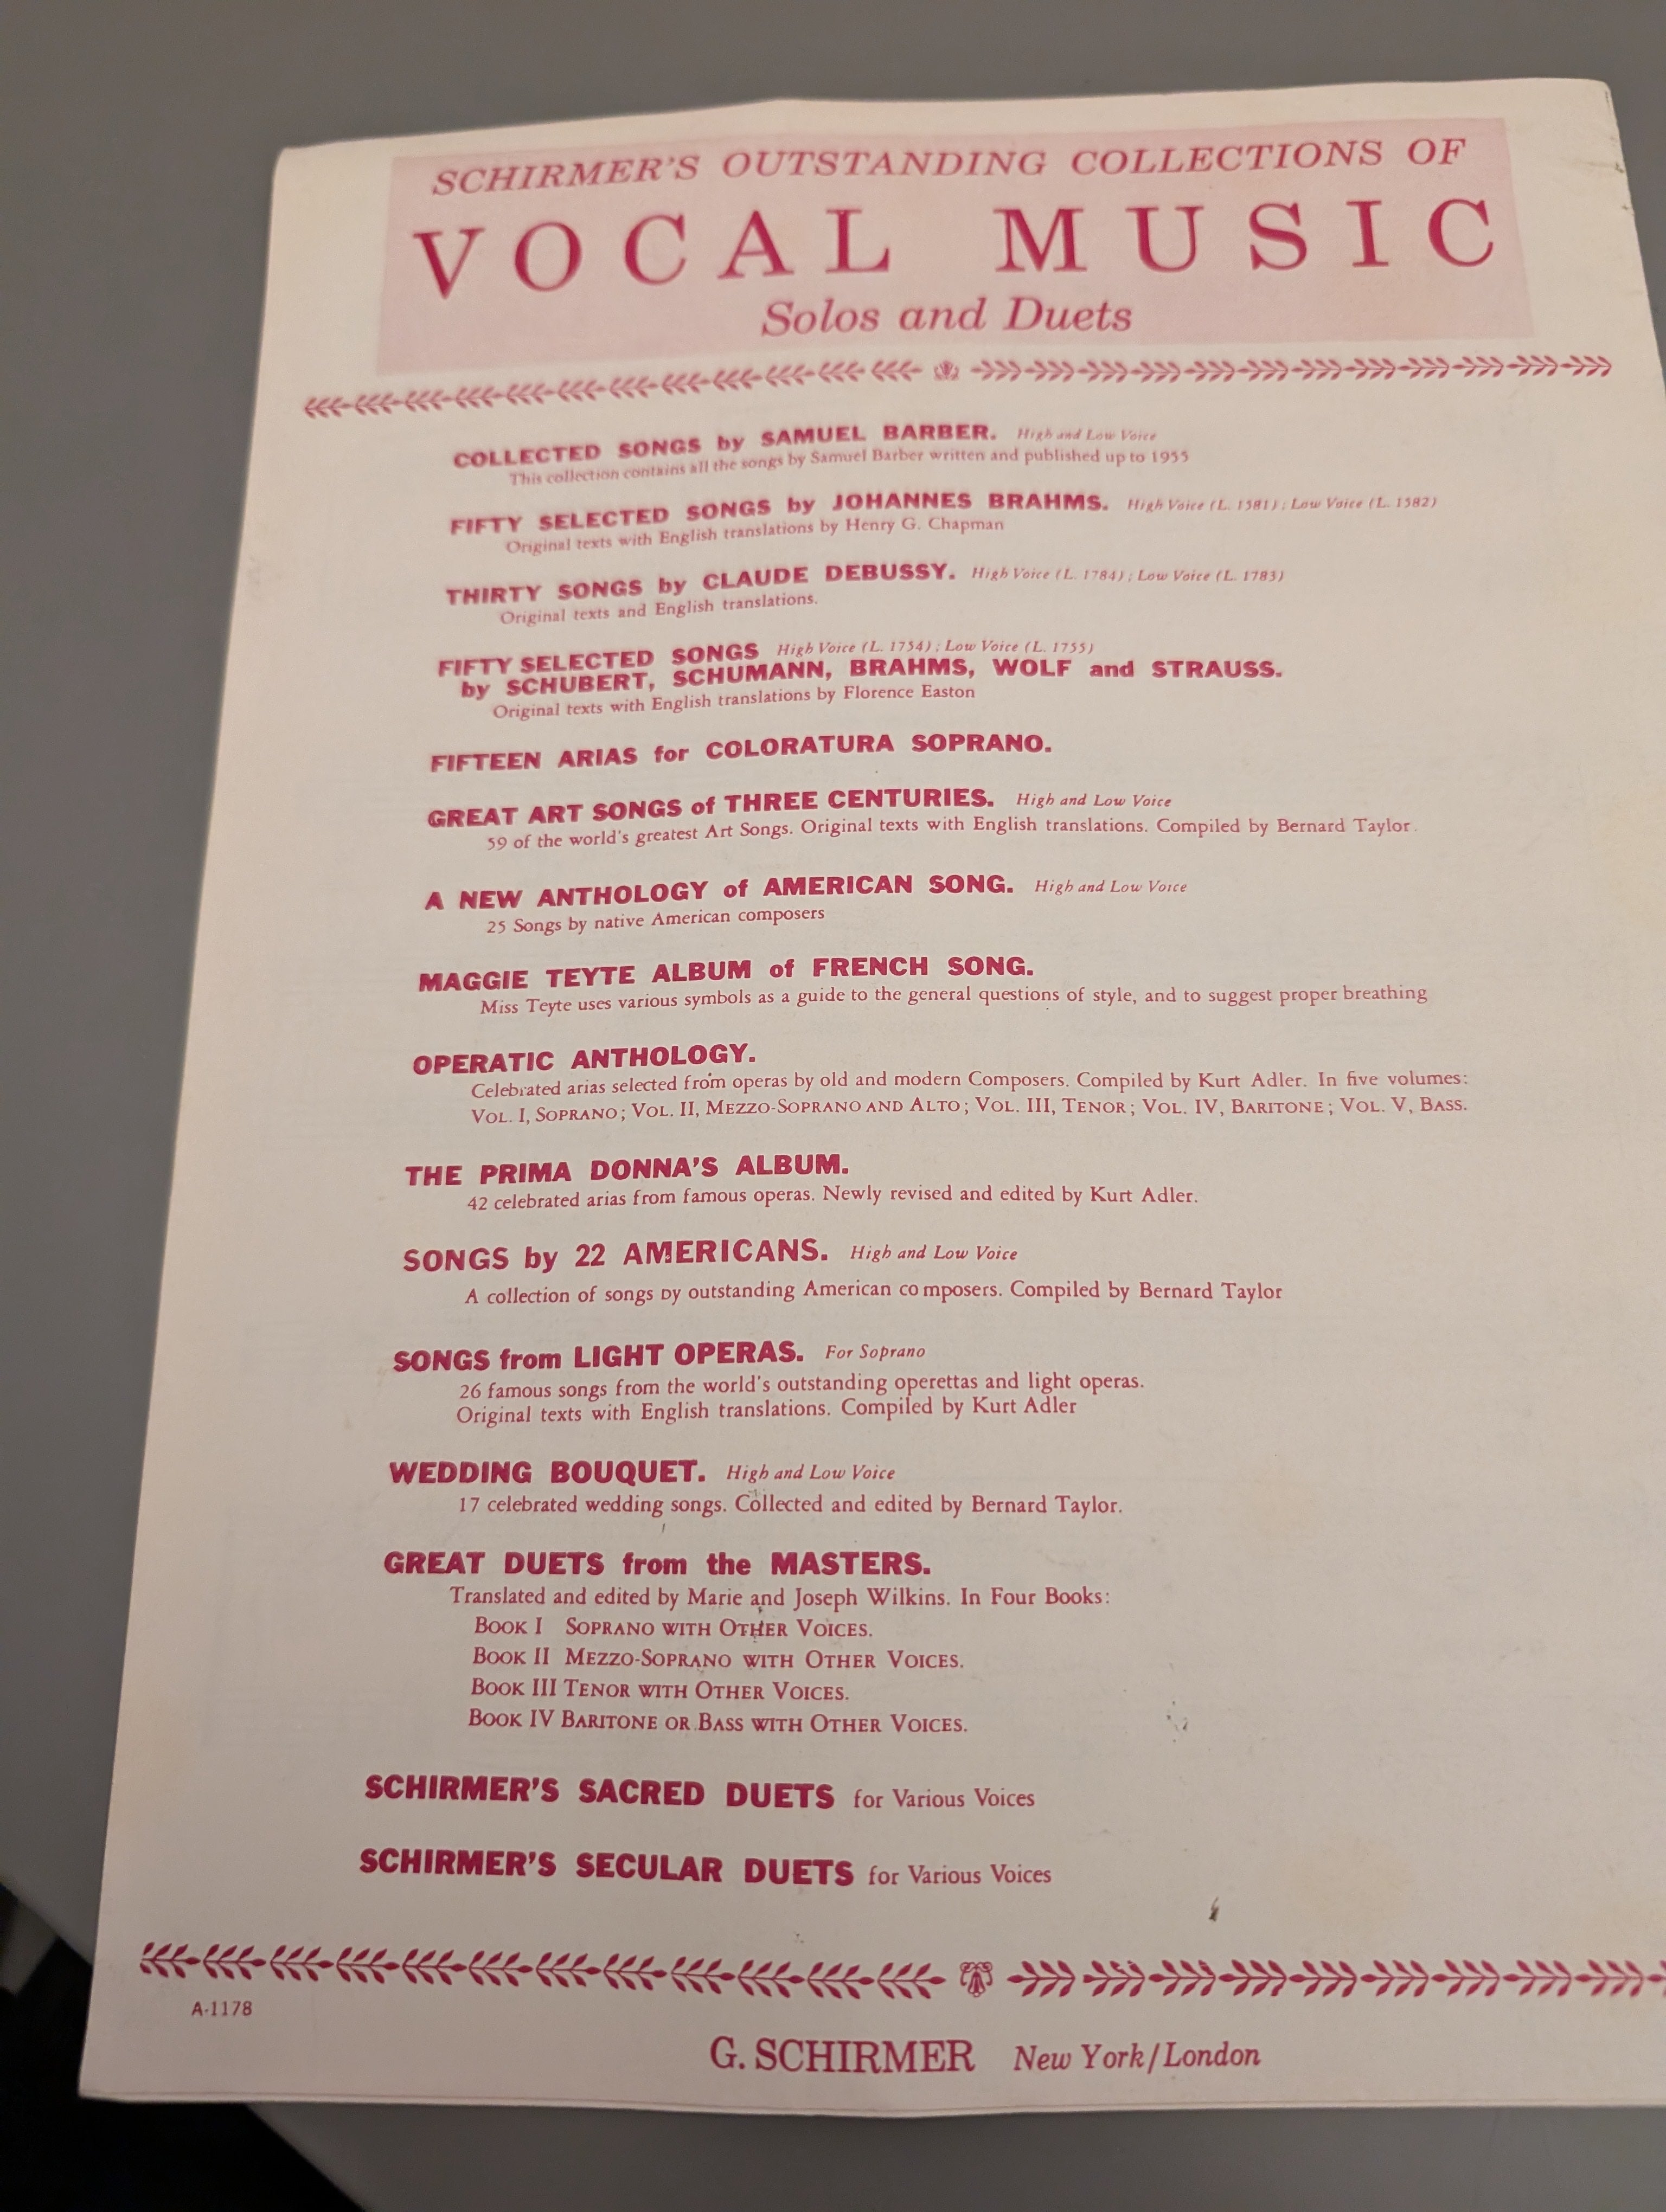 SCHIRMER'S OUTSTANDING COLLECTIONS OF
VOCAL MUSIC
Solos and Duets
COLLECTED SONGS by SAMUEL BARBER. High and Low Voice
This collection contains all the songs by Samuel Barber written and published up to 1955
FIFTY SELECTED SONGS by JOHANNES BRAHMS. High Voice (L. 1581) ; Low Voice (L. 1582)
Original texts with English translations by Henry G. Chapman
THIRTY SONGS by CLAUDE DEBUSSY. High Voice (L. 1784) ; Low Voice (L. 1783)
Original texts and English translations.
FIFTY SELECTED SONGS High Voice (L. 1754) ; Low Voice (L. 1755)
by SCHUBERT, SCHUMANN, BRAHMS, WOLF and STRAUSS.
Original texts with English translations by Florence Easton
FIFTEEN ARIAS for COLORATURA SOPRANO.
GREAT ART SONGS of THREE CENTURIES. High and Low Voice
59 of the world's greatest Art Songs. Original texts with English translations. Compiled by Bernard Taylor.
A NEW ANTHOLOGY of AMERICAN SONG. High and Low Voice
25 Songs by native American composers
MAGGIE TEYTE ALBUM of FRENCH SONG.
Miss Teyte uses various symbols as a guide to the general questions of style, and to suggest proper breathing
OPERATIC ANTHOLOGY.
Celebrated arias selected from operas by old and modern Composers. Compiled by Kurt Adler. In five volumes:
VOL. I, SOPRANO; VOL. II, MEZZO-SOPRANO AND ALTO; VOL. III, TENOR; VOL. IV, BARITONE; VOL. V, BASS.
THE PRIMA DONNA'S ALBUM.
42 celebrated arias from famous operas. Newly revised and edited by Kurt Adler.
SONGS by 22 AMERICANS. High and Low Voice
A collection of songs by outstanding American composers. Compiled by Bernard Taylor
SONGS from LIGHT OPERAS. For Soprano
26 famous songs from the world's outstanding operettas and light operas.
Original texts with English translations. Compiled by Kurt Adler
WEDDING BOUQUET. High and Low Voice
17 celebrated wedding songs. Collected and edited by Bernard Taylor.
GREAT DUETS from the MASTERS.
Translated and edited by Marie and Joseph Wilkins. In Four Books:
BOOK I SOPRANO WITH OTHER VOICES.
BOOK II MEZZO-SOPRANO WITH OTHER VOICES.
BOOK III TENOR WITH OTHER VOICES.
BOOK IV BARITONE OR BASS WITH OTHER VOICES.
SCHIRMER'S SACRED DUETS for Various Voices
SCHIRMER'S SECULAR DUETS for Various Voices
A-1178
G. SCHIRMER New York/London